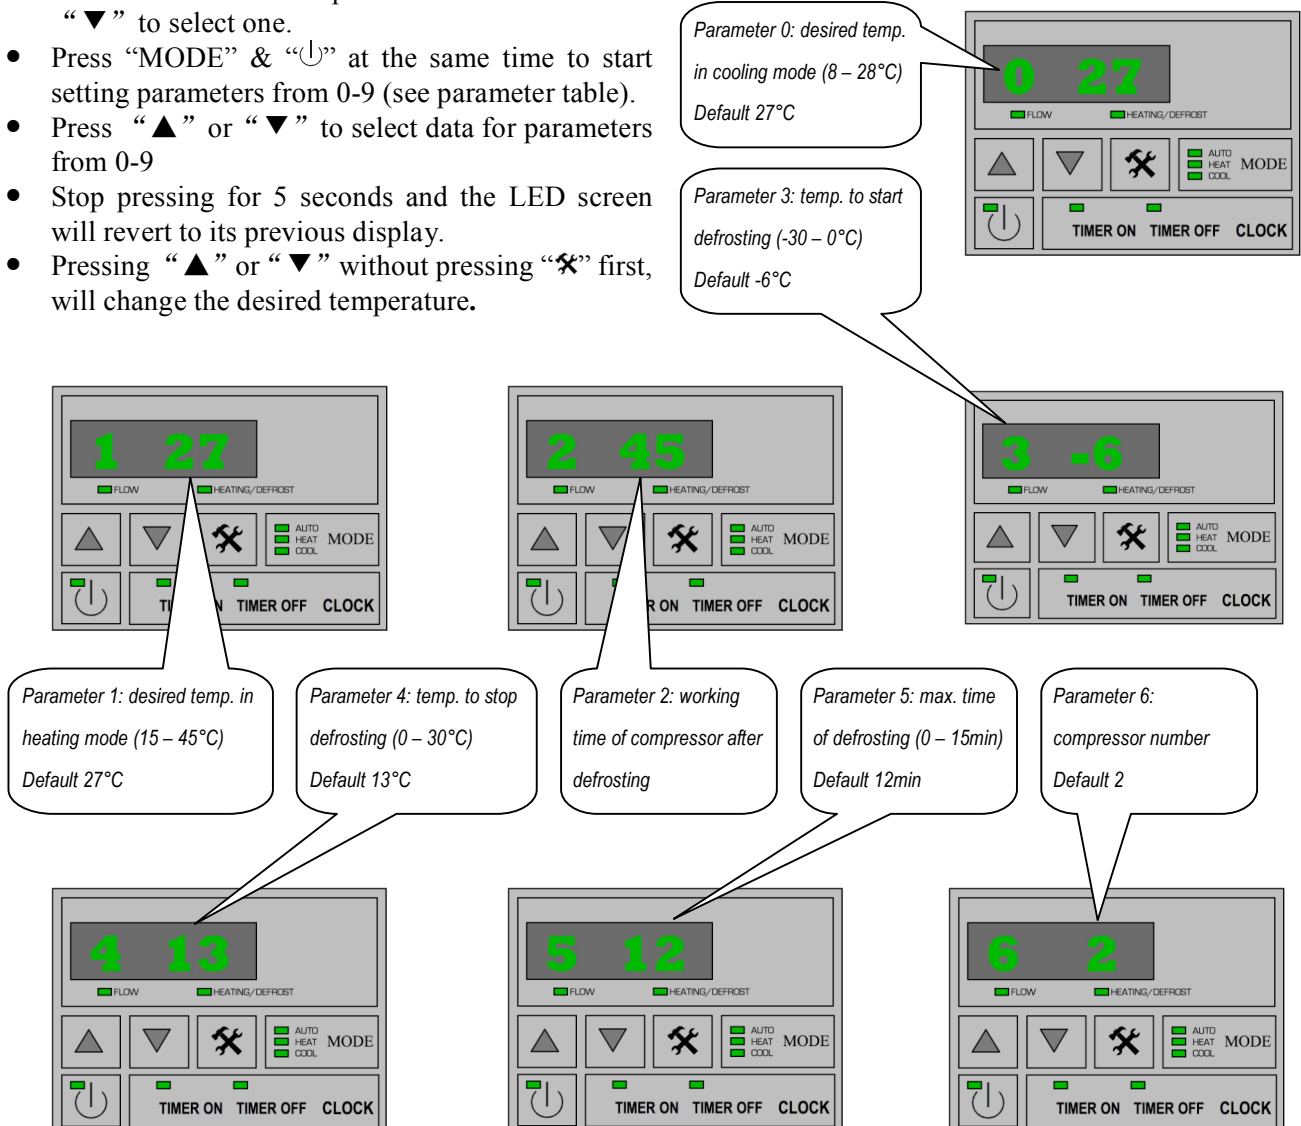 “▼” to select one.
● Press “MODE” & “⏻” at the same time to start
setting parameters from 0-9 (see parameter table).
● Press “▲” or “▼” to select data for parameters
from 0-9
● Stop pressing for 5 seconds and the LED screen
will revert to its previous display.
● Pressing “▲” or “▼” without pressing “🛠” first,
will change the desired temperature.
Parameter 0: desired temp.
in cooling mode (8 – 28°C)
Default 27°C
0 27
FLOW HEATING/DEFROST
AUTO
HEAT MODE
COOL
TIMER ON TIMER OFF CLOCK
Parameter 3: temp. to start
defrosting (-30 – 0°C)
Default -6°C
1 27
FLOW HEATING/DEFROST
AUTO
HEAT MODE
COOL
TIMER OFF CLOCK
2 45
FLOW HEATING/DEFROST
AUTO
HEAT MODE
COOL
R ON TIMER OFF CLOCK
3 -6
FLOW HEATING/DEFROST
AUTO
HEAT MODE
COOL
TIMER ON TIMER OFF CLOCK
Parameter 1: desired temp. in
heating mode (15 – 45°C)
Default 27°C
Parameter 4: temp. to stop
defrosting (0 – 30°C)
Default 13°C
Parameter 2: working
time of compressor after
defrosting
Parameter 5: max. time
of defrosting (0 – 15min)
Default 12min
Parameter 6:
compressor number
Default 2
4 13
FLOW HEATING/DEFROST
AUTO
HEAT MODE
COOL
TIMER ON TIMER OFF CLOCK
5 12
FLOW HEATING/DEFROST
AUTO
HEAT MODE
COOL
TIMER ON TIMER OFF CLOCK
6 2
FLOW HEATING/DEFROST
AUTO
HEAT MODE
COOL
TIMER ON TIMER OFF CLOCK